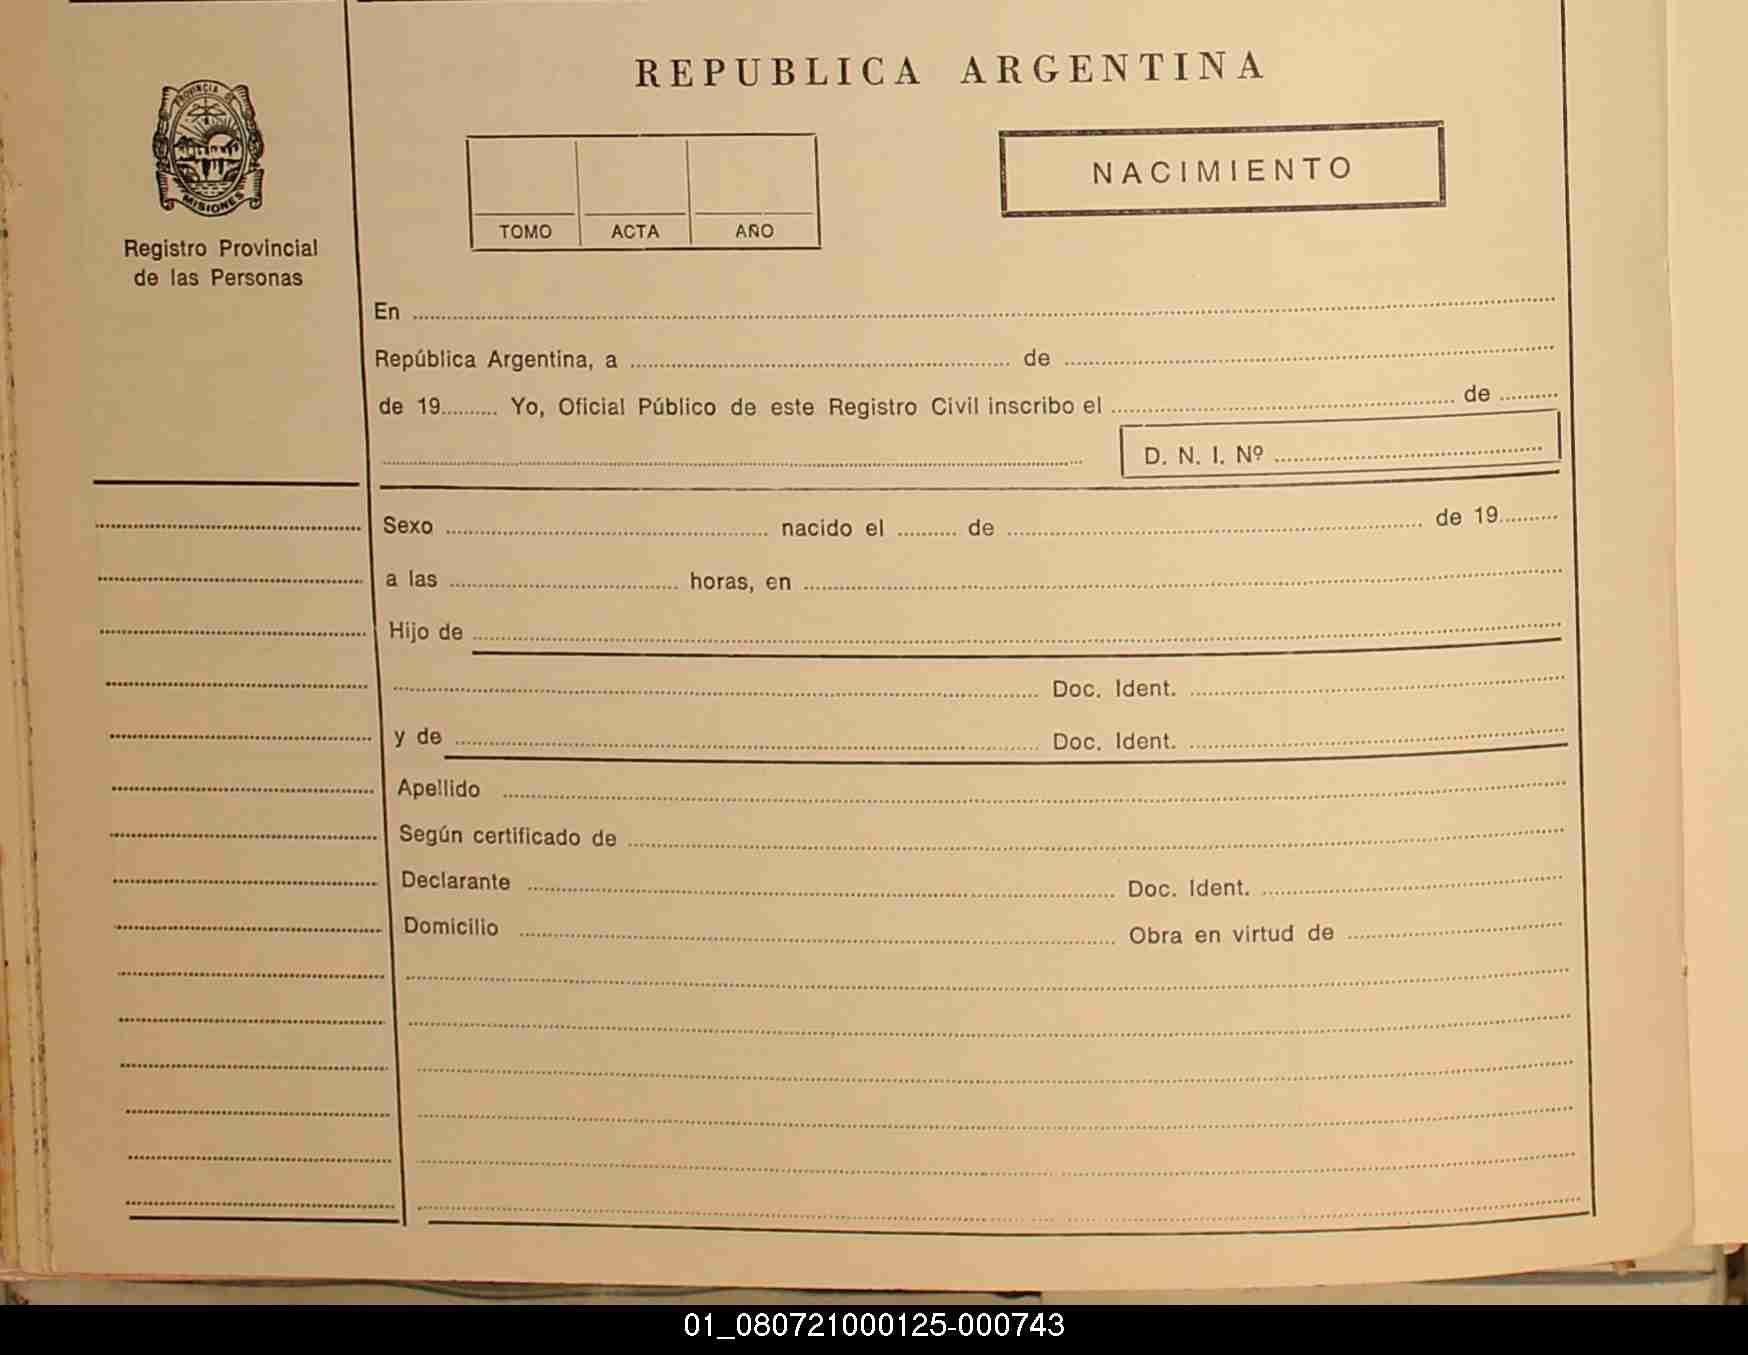 PROVINCIA DE
MISIONES
Registro Provincial
de las Personas
REPUBLICA ARGENTINA
TOMO ACTA AÑO
NACIMIENTO
En
República Argentina, a de
de 19 Yo, Oficial Público de este Registro Civil inscribo el de
D. N. I. Nº
Sexo nacido el de de 19
a las horas, en
Hijo de
Doc. Ident.
y de Doc. Ident.
Apellido
Según certificado de
Declarante Doc. Ident.
Domicilio Obra en virtud de
01_080721000125-000743